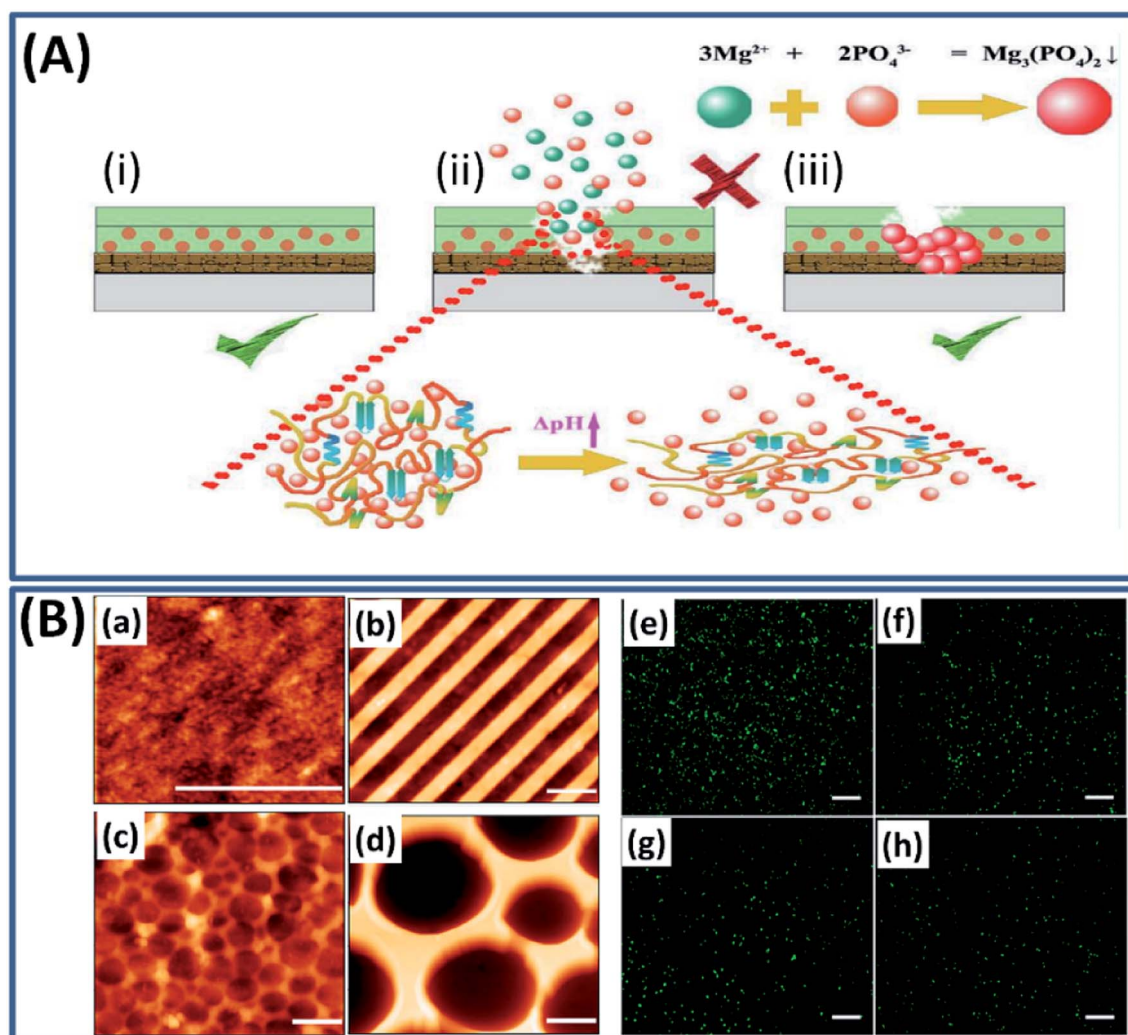 (A)
3Mg²⁺ + 2PO₄³⁻ = Mg₃(PO₄)₂↓
(i)
(ii)
(iii)
ΔpH
(B)
(a)
(b)
(e)
(f)
(c)
(d)
(g)
(h)